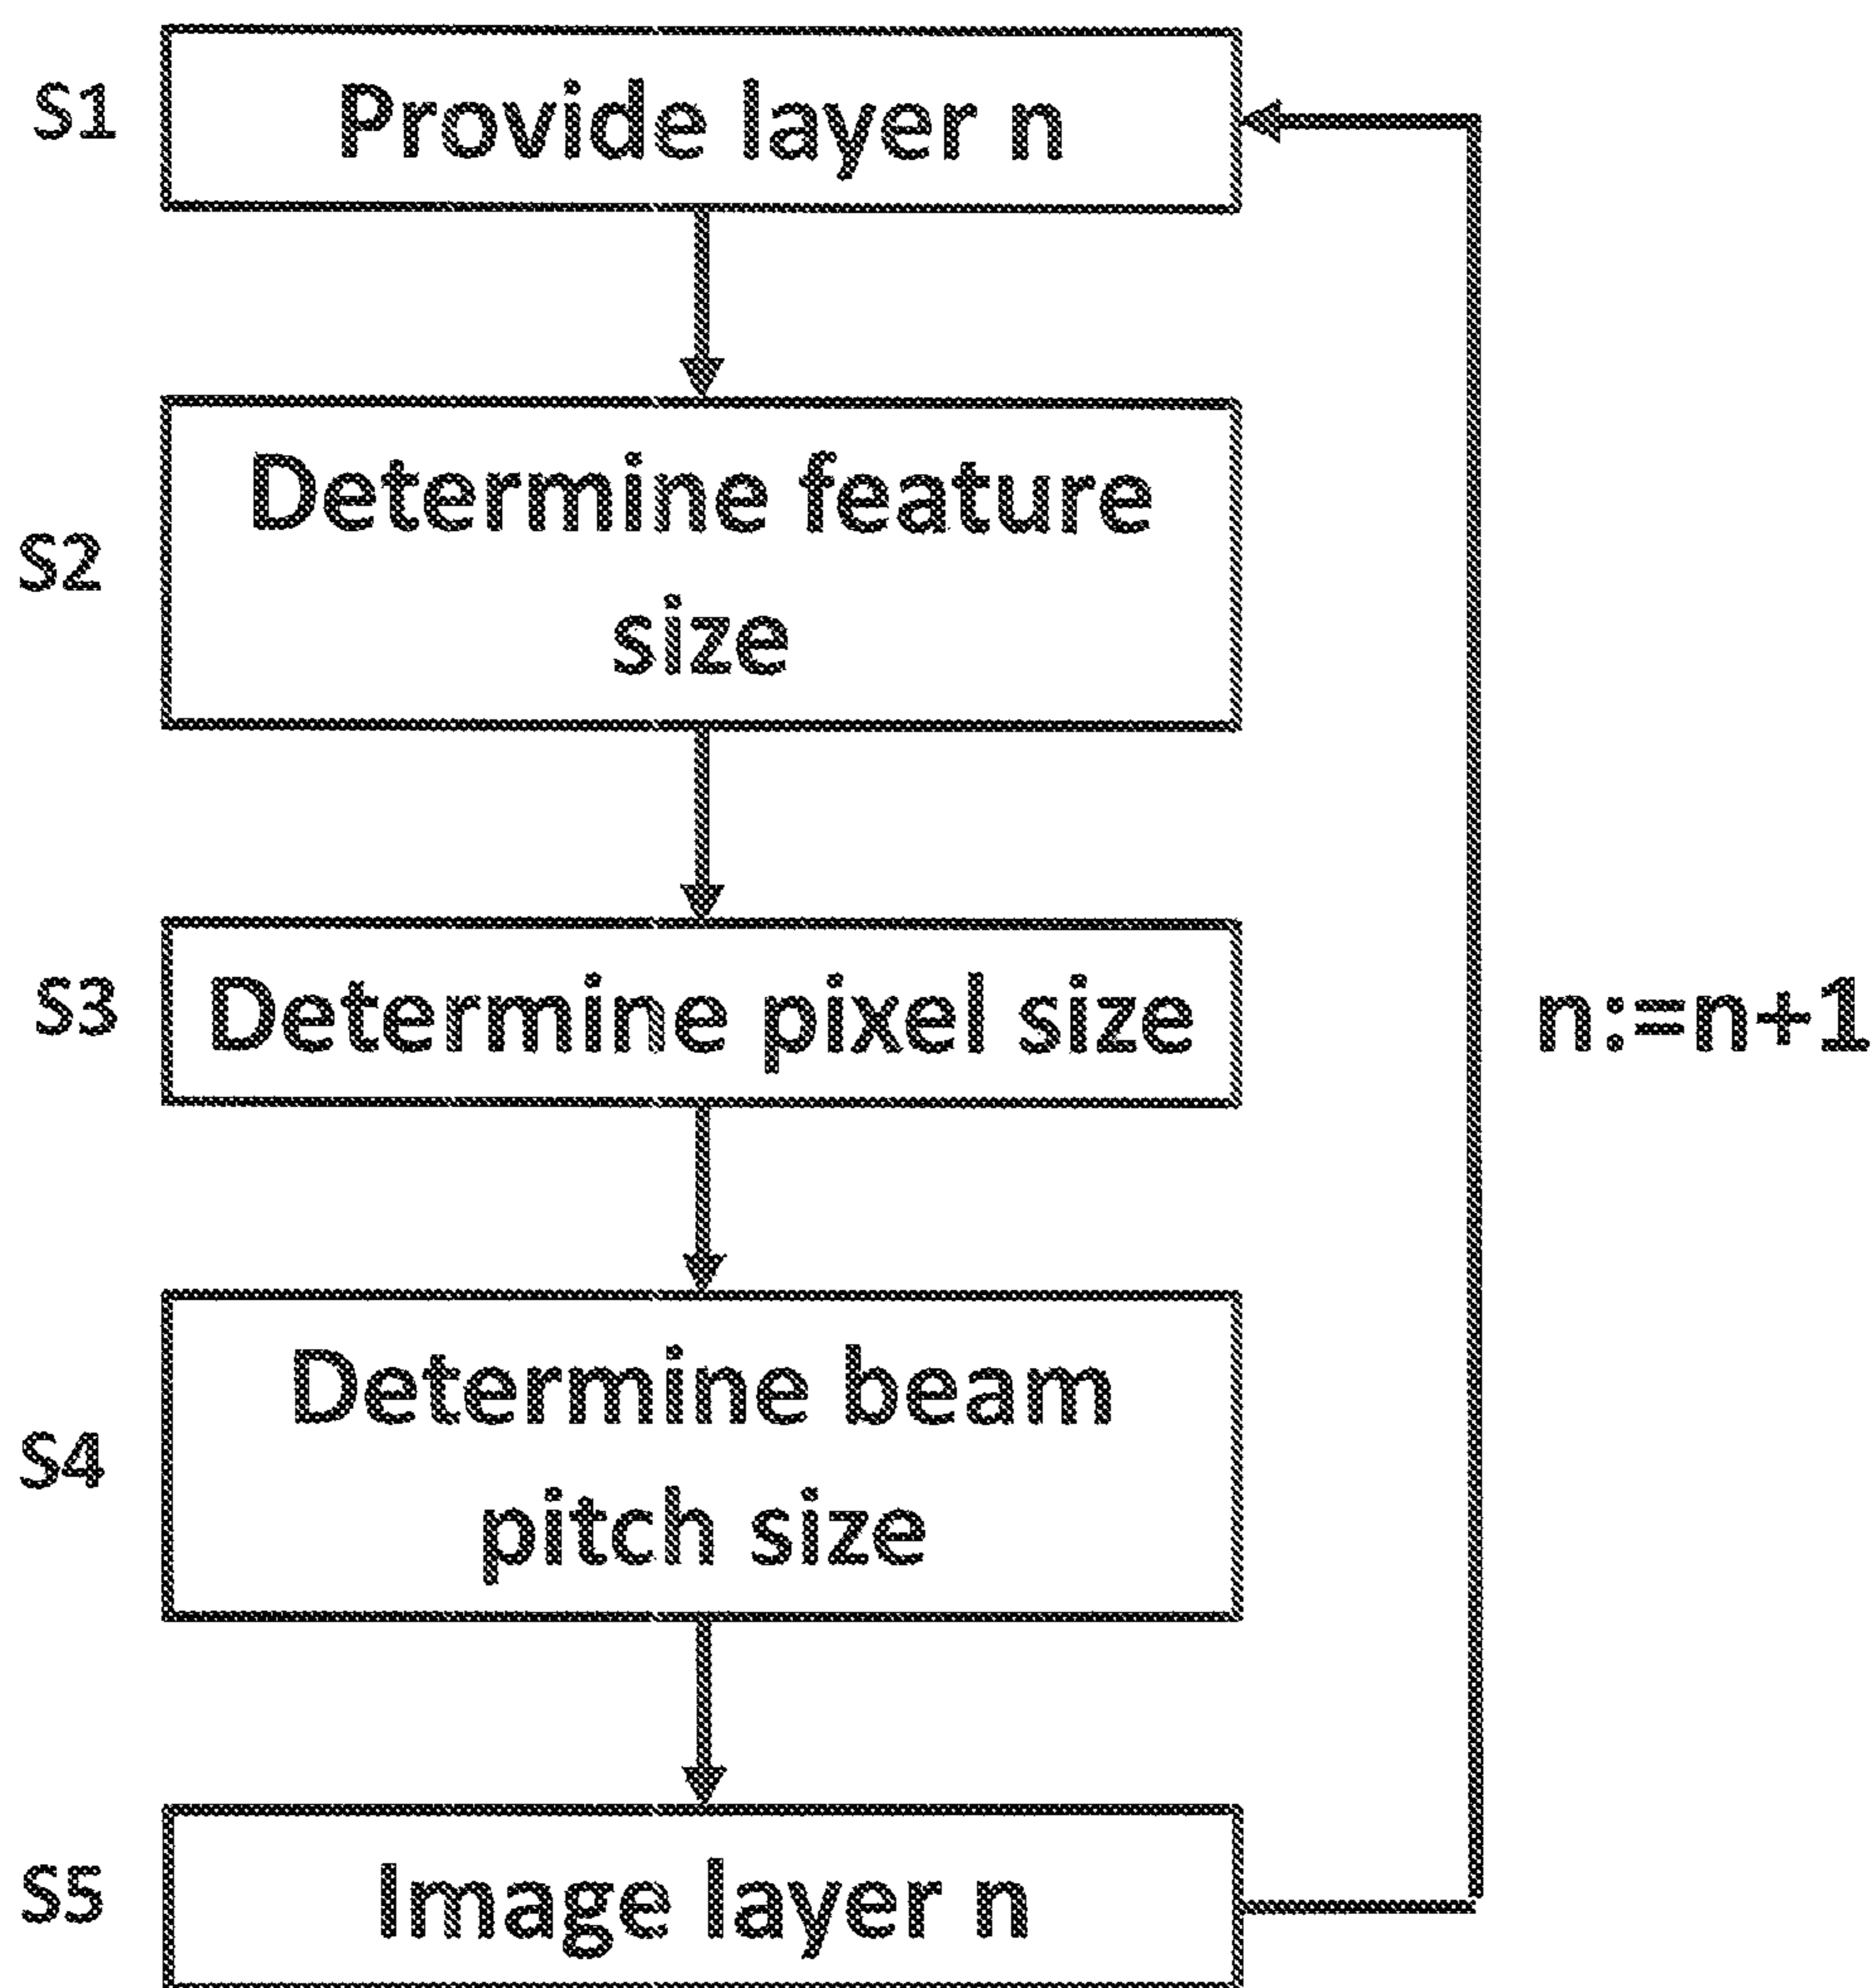 S1
Provide layer n
S2
Determine feature
size
S3
Determine pixel size
n:=n+1
S4
Determine beam
pitch size
S5
Image layer n